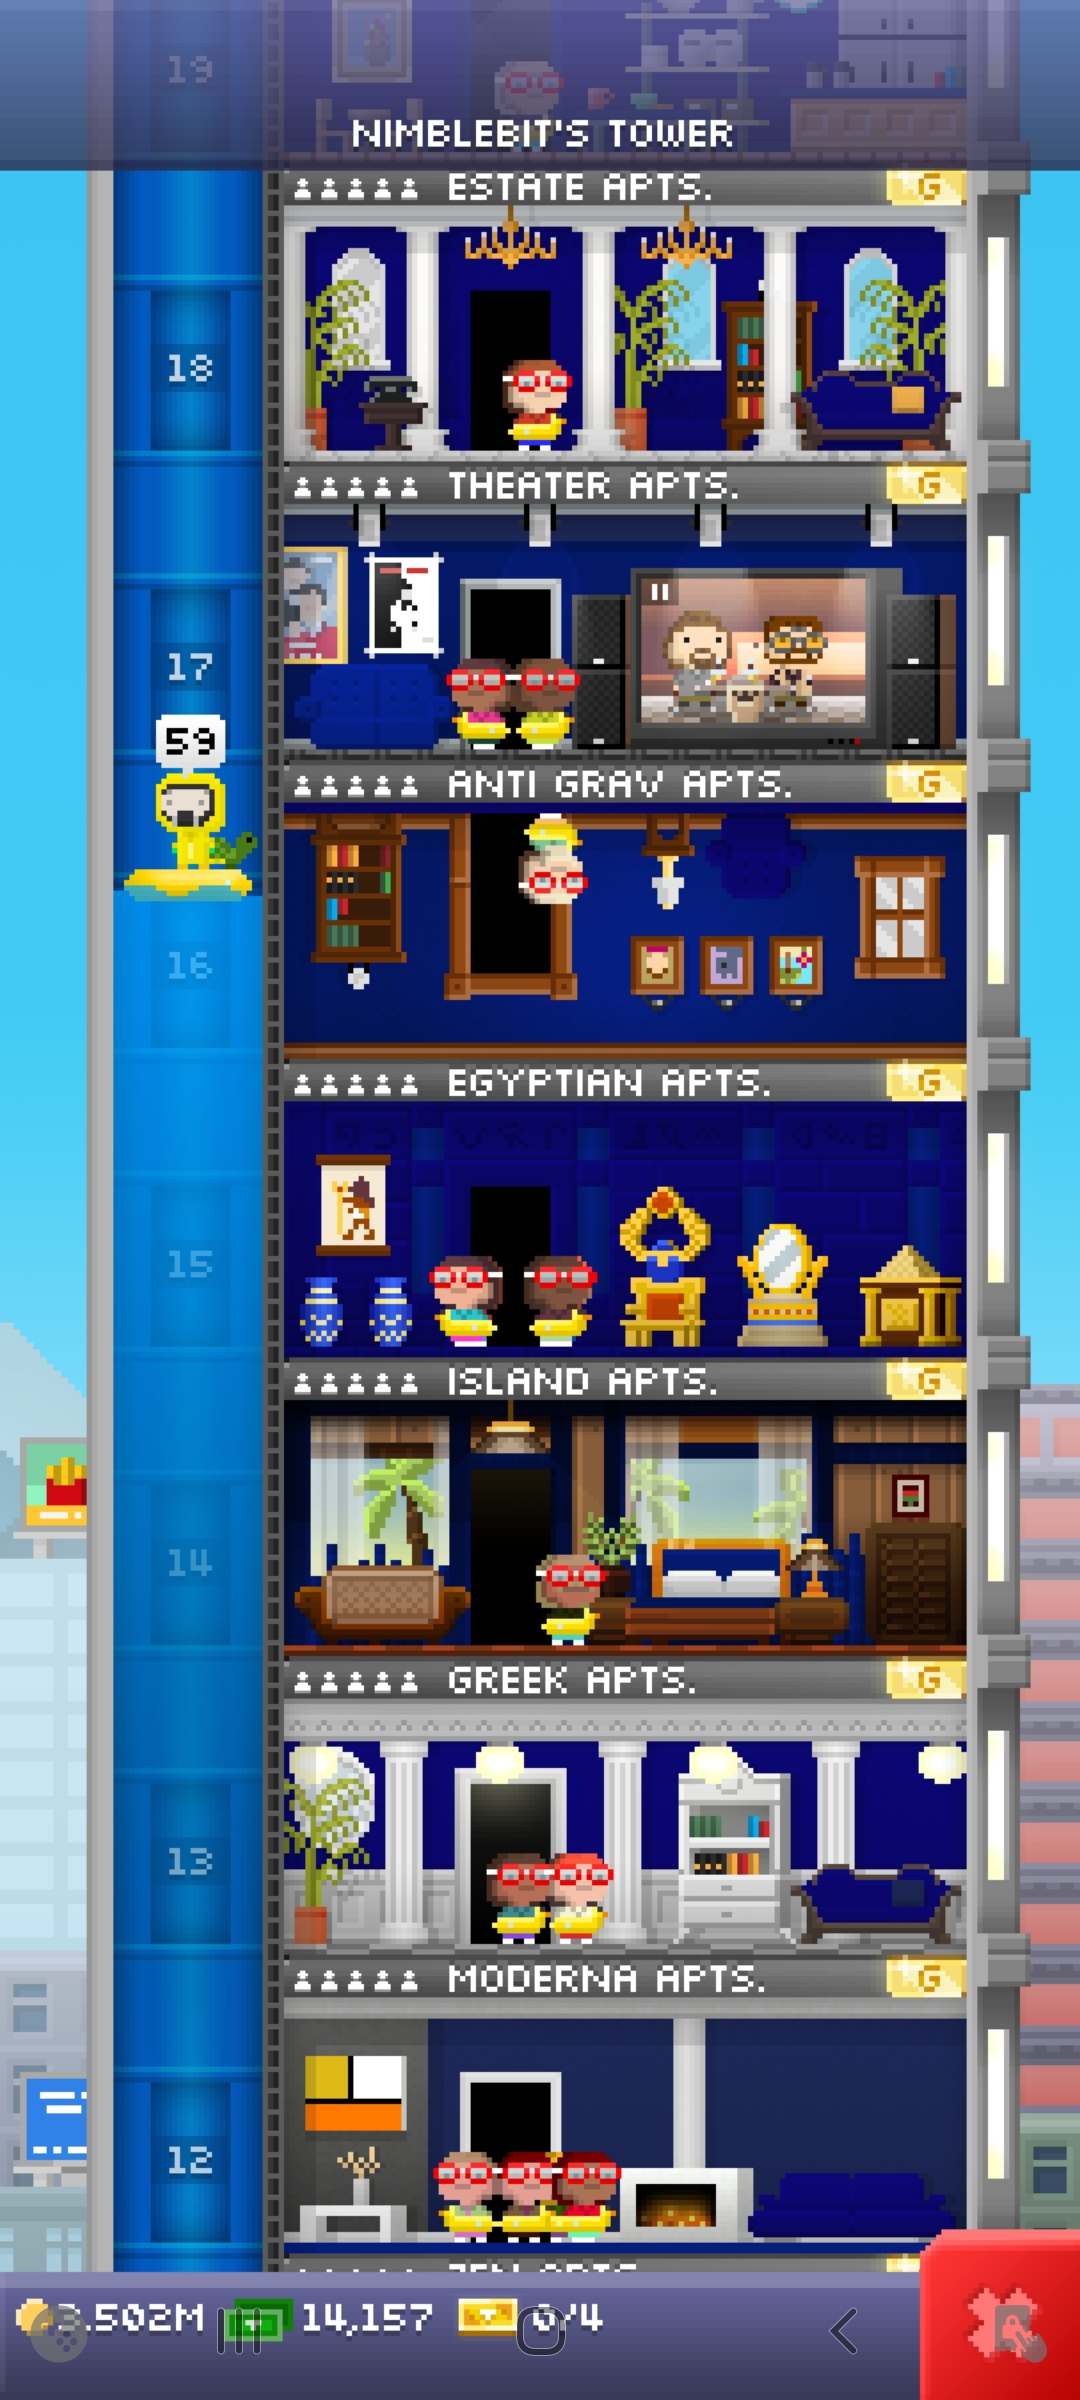 19
NIMBLEBIT'S TOWER
ESTATE APTS. G
18
THEATER APTS. G
17
59
ANTI GRAV APTS. G
16
EGYPTIAN APTS. G
15
ISLAND APTS. G
14
GREEK APTS. G
13
MODERNA APTS. G
12
3.502M 14,157 0/4